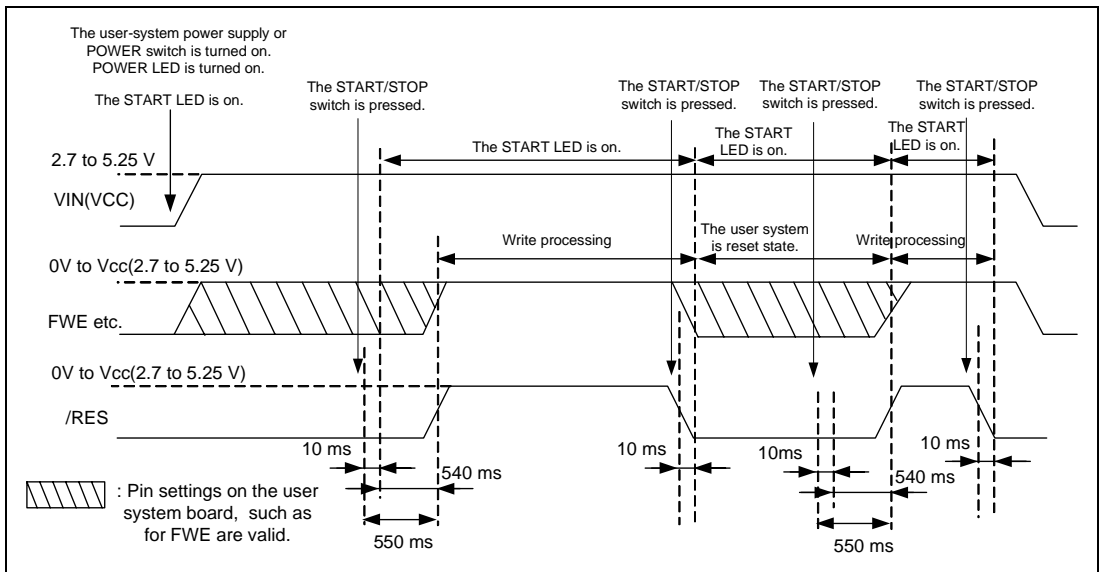 The user-system power supply or
POWER switch is turned on.
POWER LED is turned on.
The START LED is on.
The START/STOP
switch is pressed.
The START/STOP
switch is pressed.
The START/STOP
switch is pressed.
The START/STOP
switch is pressed.
The START LED is on.
The START
LED is on.
The START
LED is on.
2.7 to 5.25 V
VIN(VCC)
Write processing
The user system
is reset state.
Write processing
0V to Vcc(2.7 to 5.25 V)
FWE etc.
0V to Vcc(2.7 to 5.25 V)
/RES
10 ms
540 ms
550 ms
10 ms
10ms
540 ms
550 ms
10 ms
: Pin settings on the user
system board, such as
for FWE are valid.